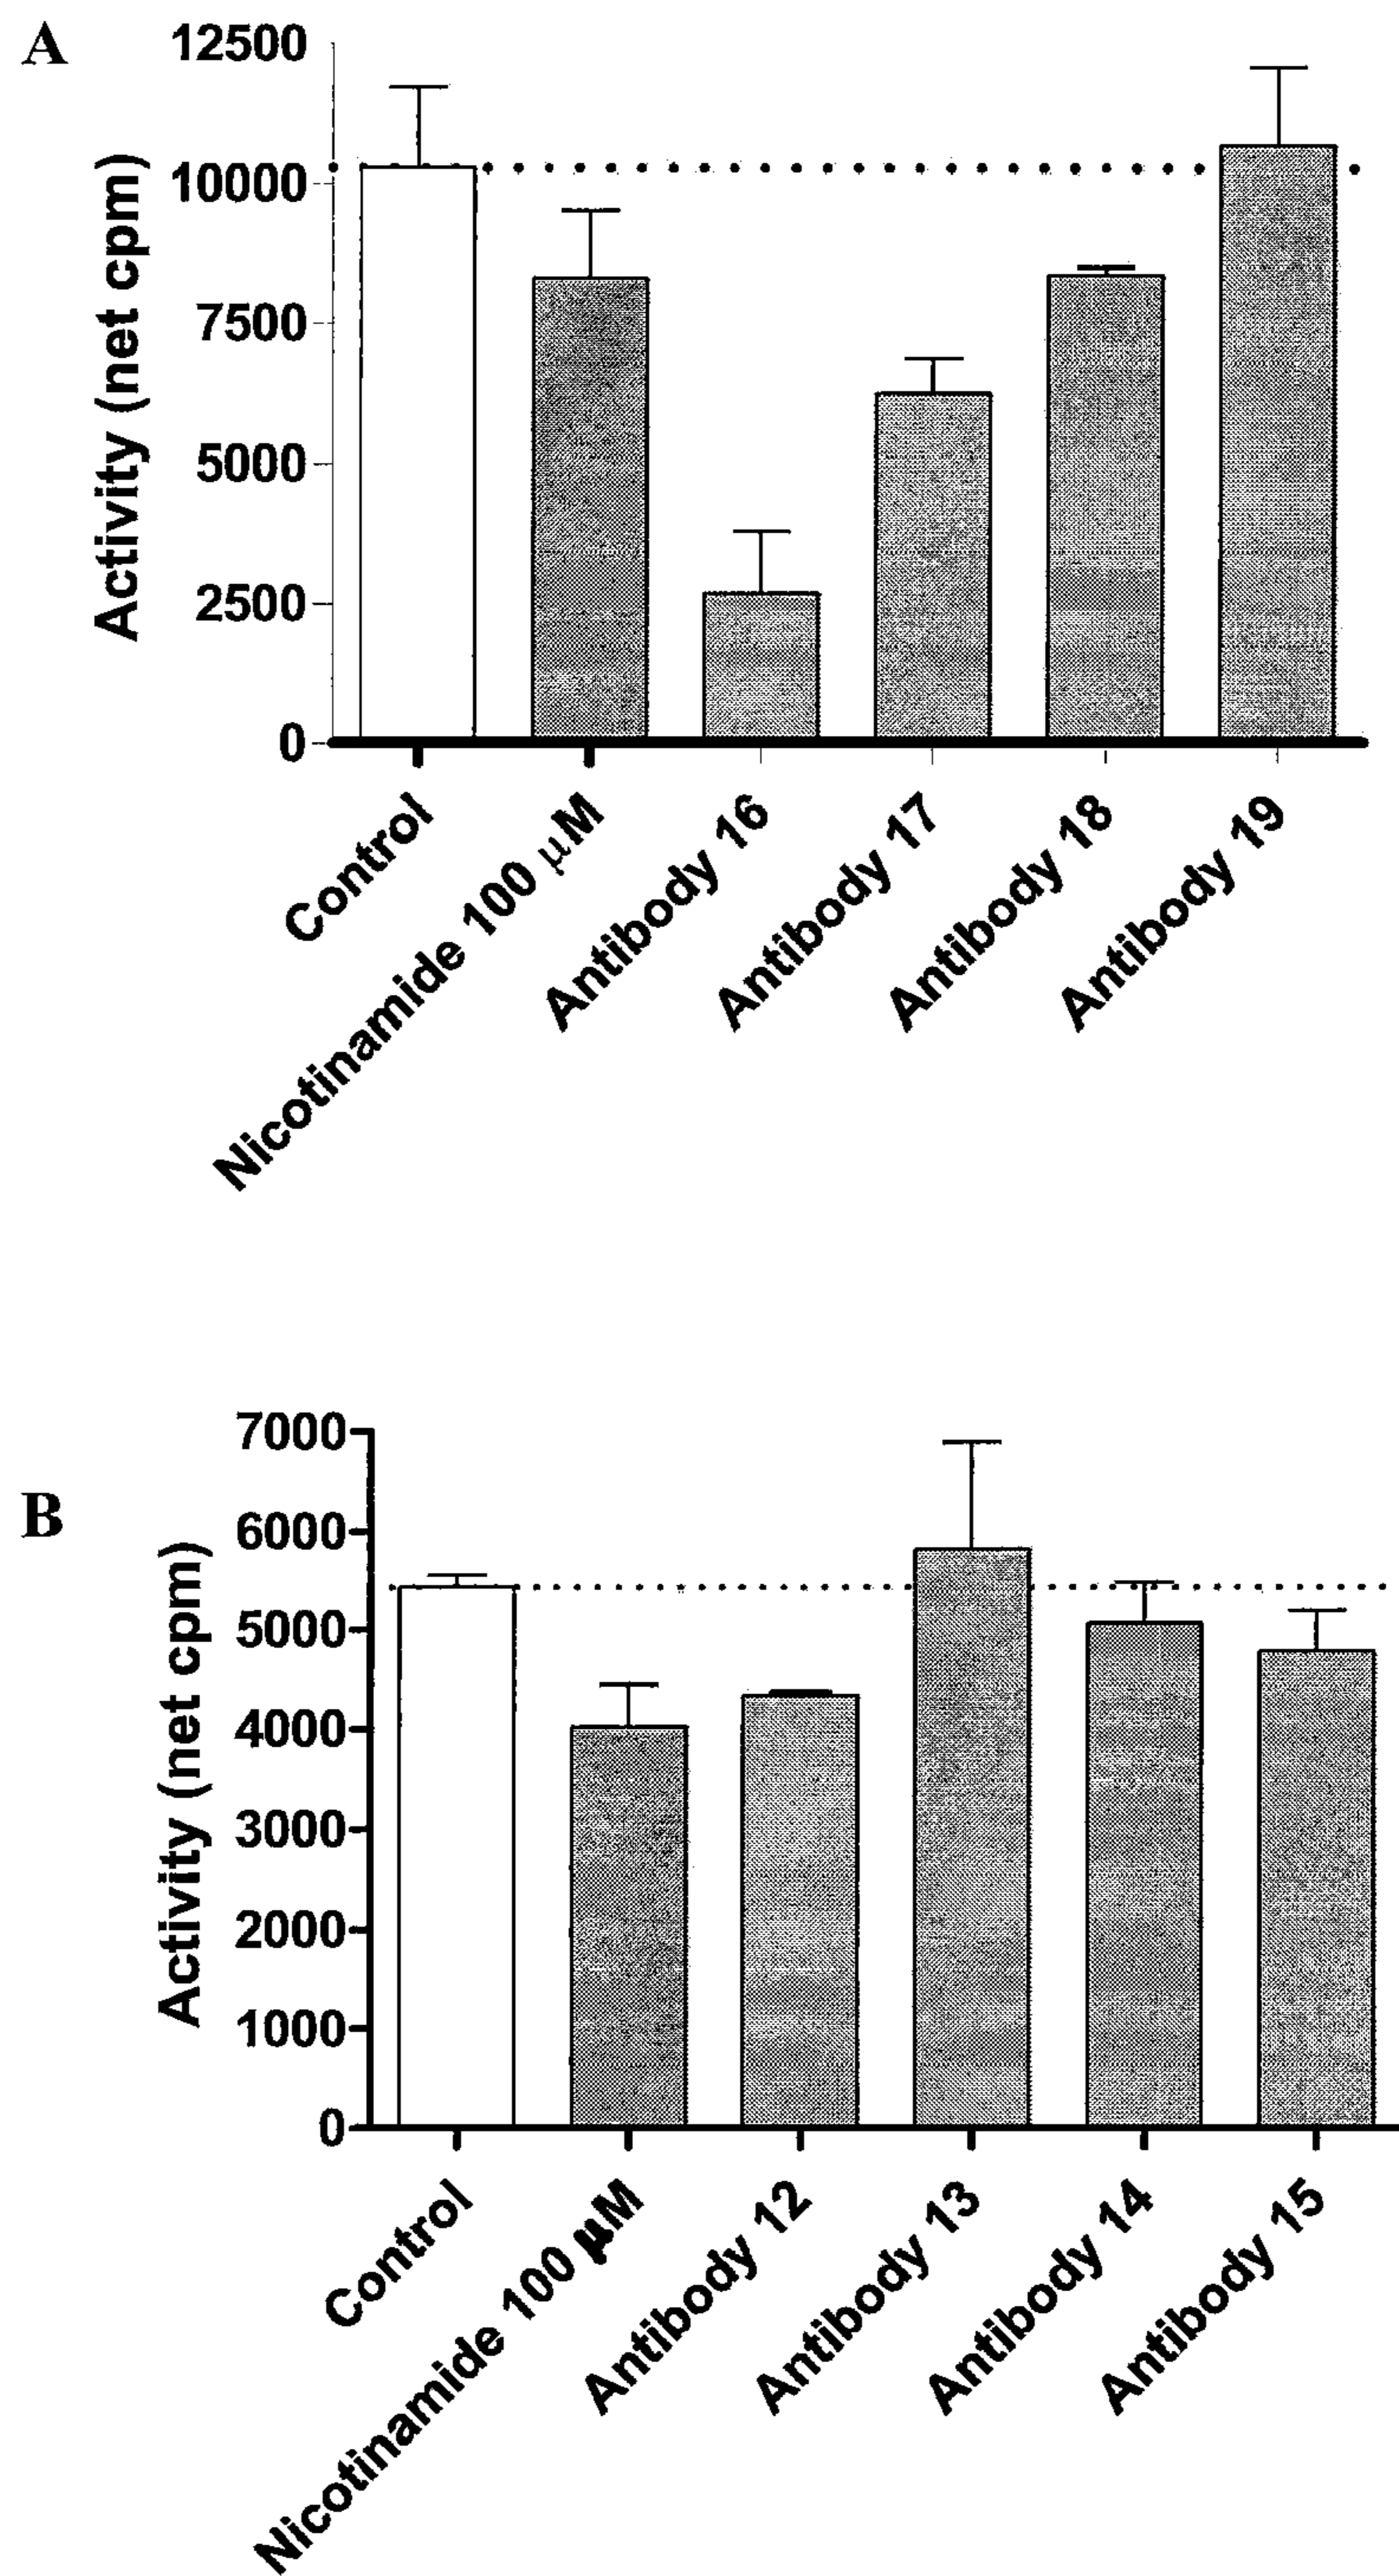 A
12500
10000
7500
5000
2500
0
Activity (net cpm)
Control
Nicotinamide 100 μM
Antibody 16
Antibody 17
Antibody 18
Antibody 19
B
7000
6000
5000
4000
3000
2000
1000
0
Activity (net cpm)
Control
Nicotinamide 100 μM
Antibody 12
Antibody 13
Antibody 14
Antibody 15